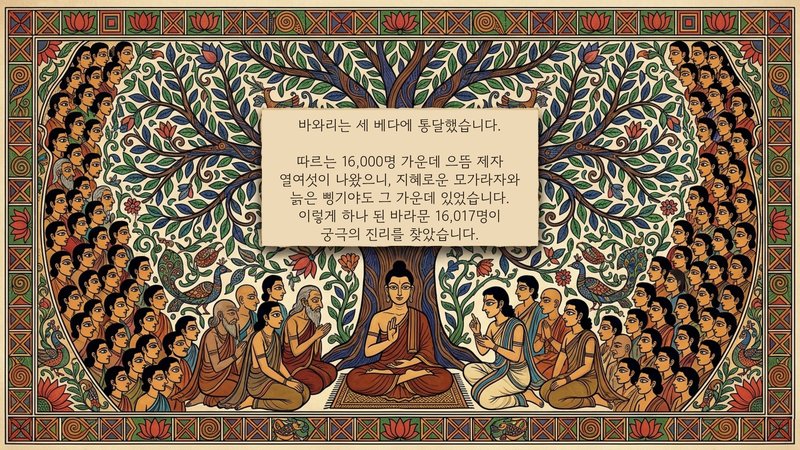 바와리는 세 베다에 통달했습니다.
따르는 16,000명 가운데 으뜸 제자
열여섯이 나왔으니, 지혜로운 모가라자와
늙은 삥기야도 그 가운데 있었습니다.
이렇게 하나 된 바라문 16,017명이
궁극의 진리를 찾았습니다.